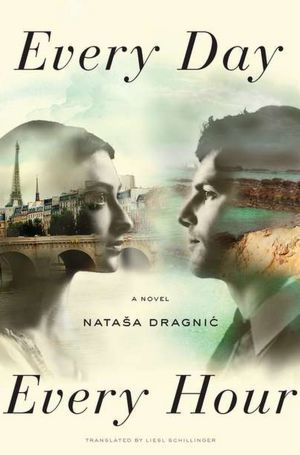 Every Day
A NOVEL
NATAŠA DRAGNIĆ
Every Hour
TRANSLATED BY LIESL SCHILLINGER